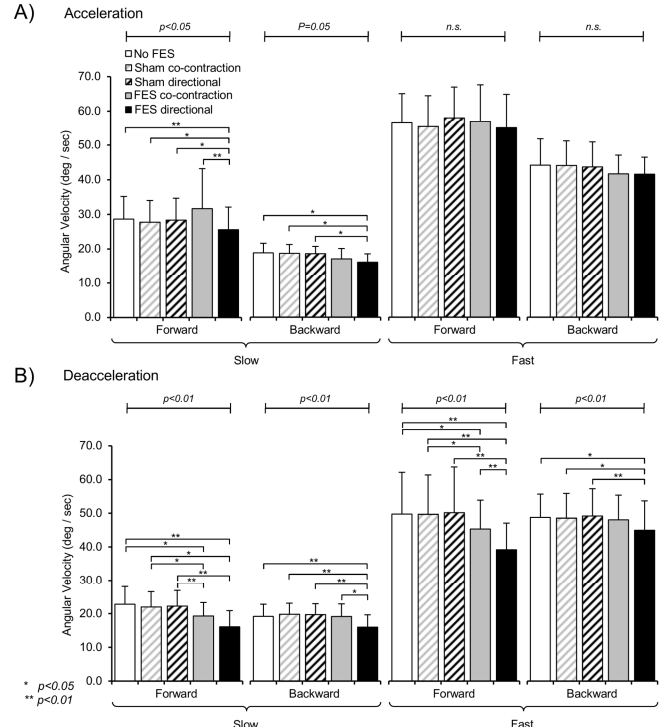 A) Acceleration
p<0.05 P=0.05 n.s. n.s.
No FES
Sham co-contraction
Sham directional
FES co-contraction
FES directional
Angular Velocity (deg / sec)
70.0
60.0
50.0
40.0
30.0
20.0
10.0
0.0
** * * **
* * *
Forward Backward Forward Backward
Slow Fast
B) Deacceleration
p<0.01 p<0.01 p<0.01 p<0.01
Angular Velocity (deg / sec)
70.0
60.0
50.0
40.0
30.0
20.0
10.0
0.0
** * * * ** **
** ** ** *
** * ** * ** **
* * **
Forward Backward Forward Backward
Slow Fast
* p<0.05
** p<0.01